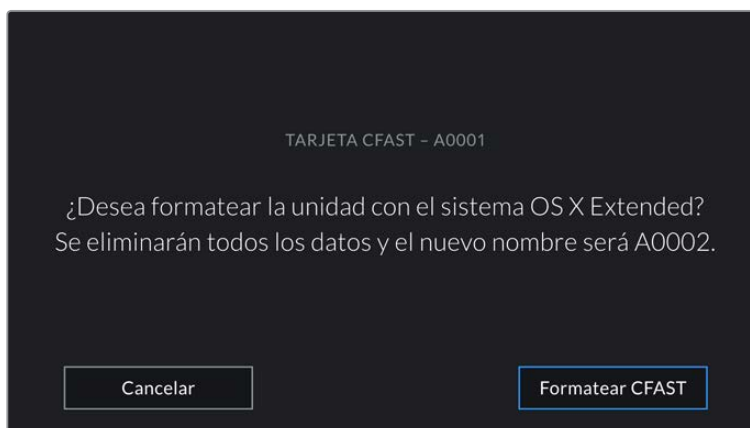 TARJETA CFAST – A0001
¿Desea formatear la unidad con el sistema OS X Extended?
Se eliminarán todos los datos y el nuevo nombre será A0002.
Cancelar
Formatear CFAST